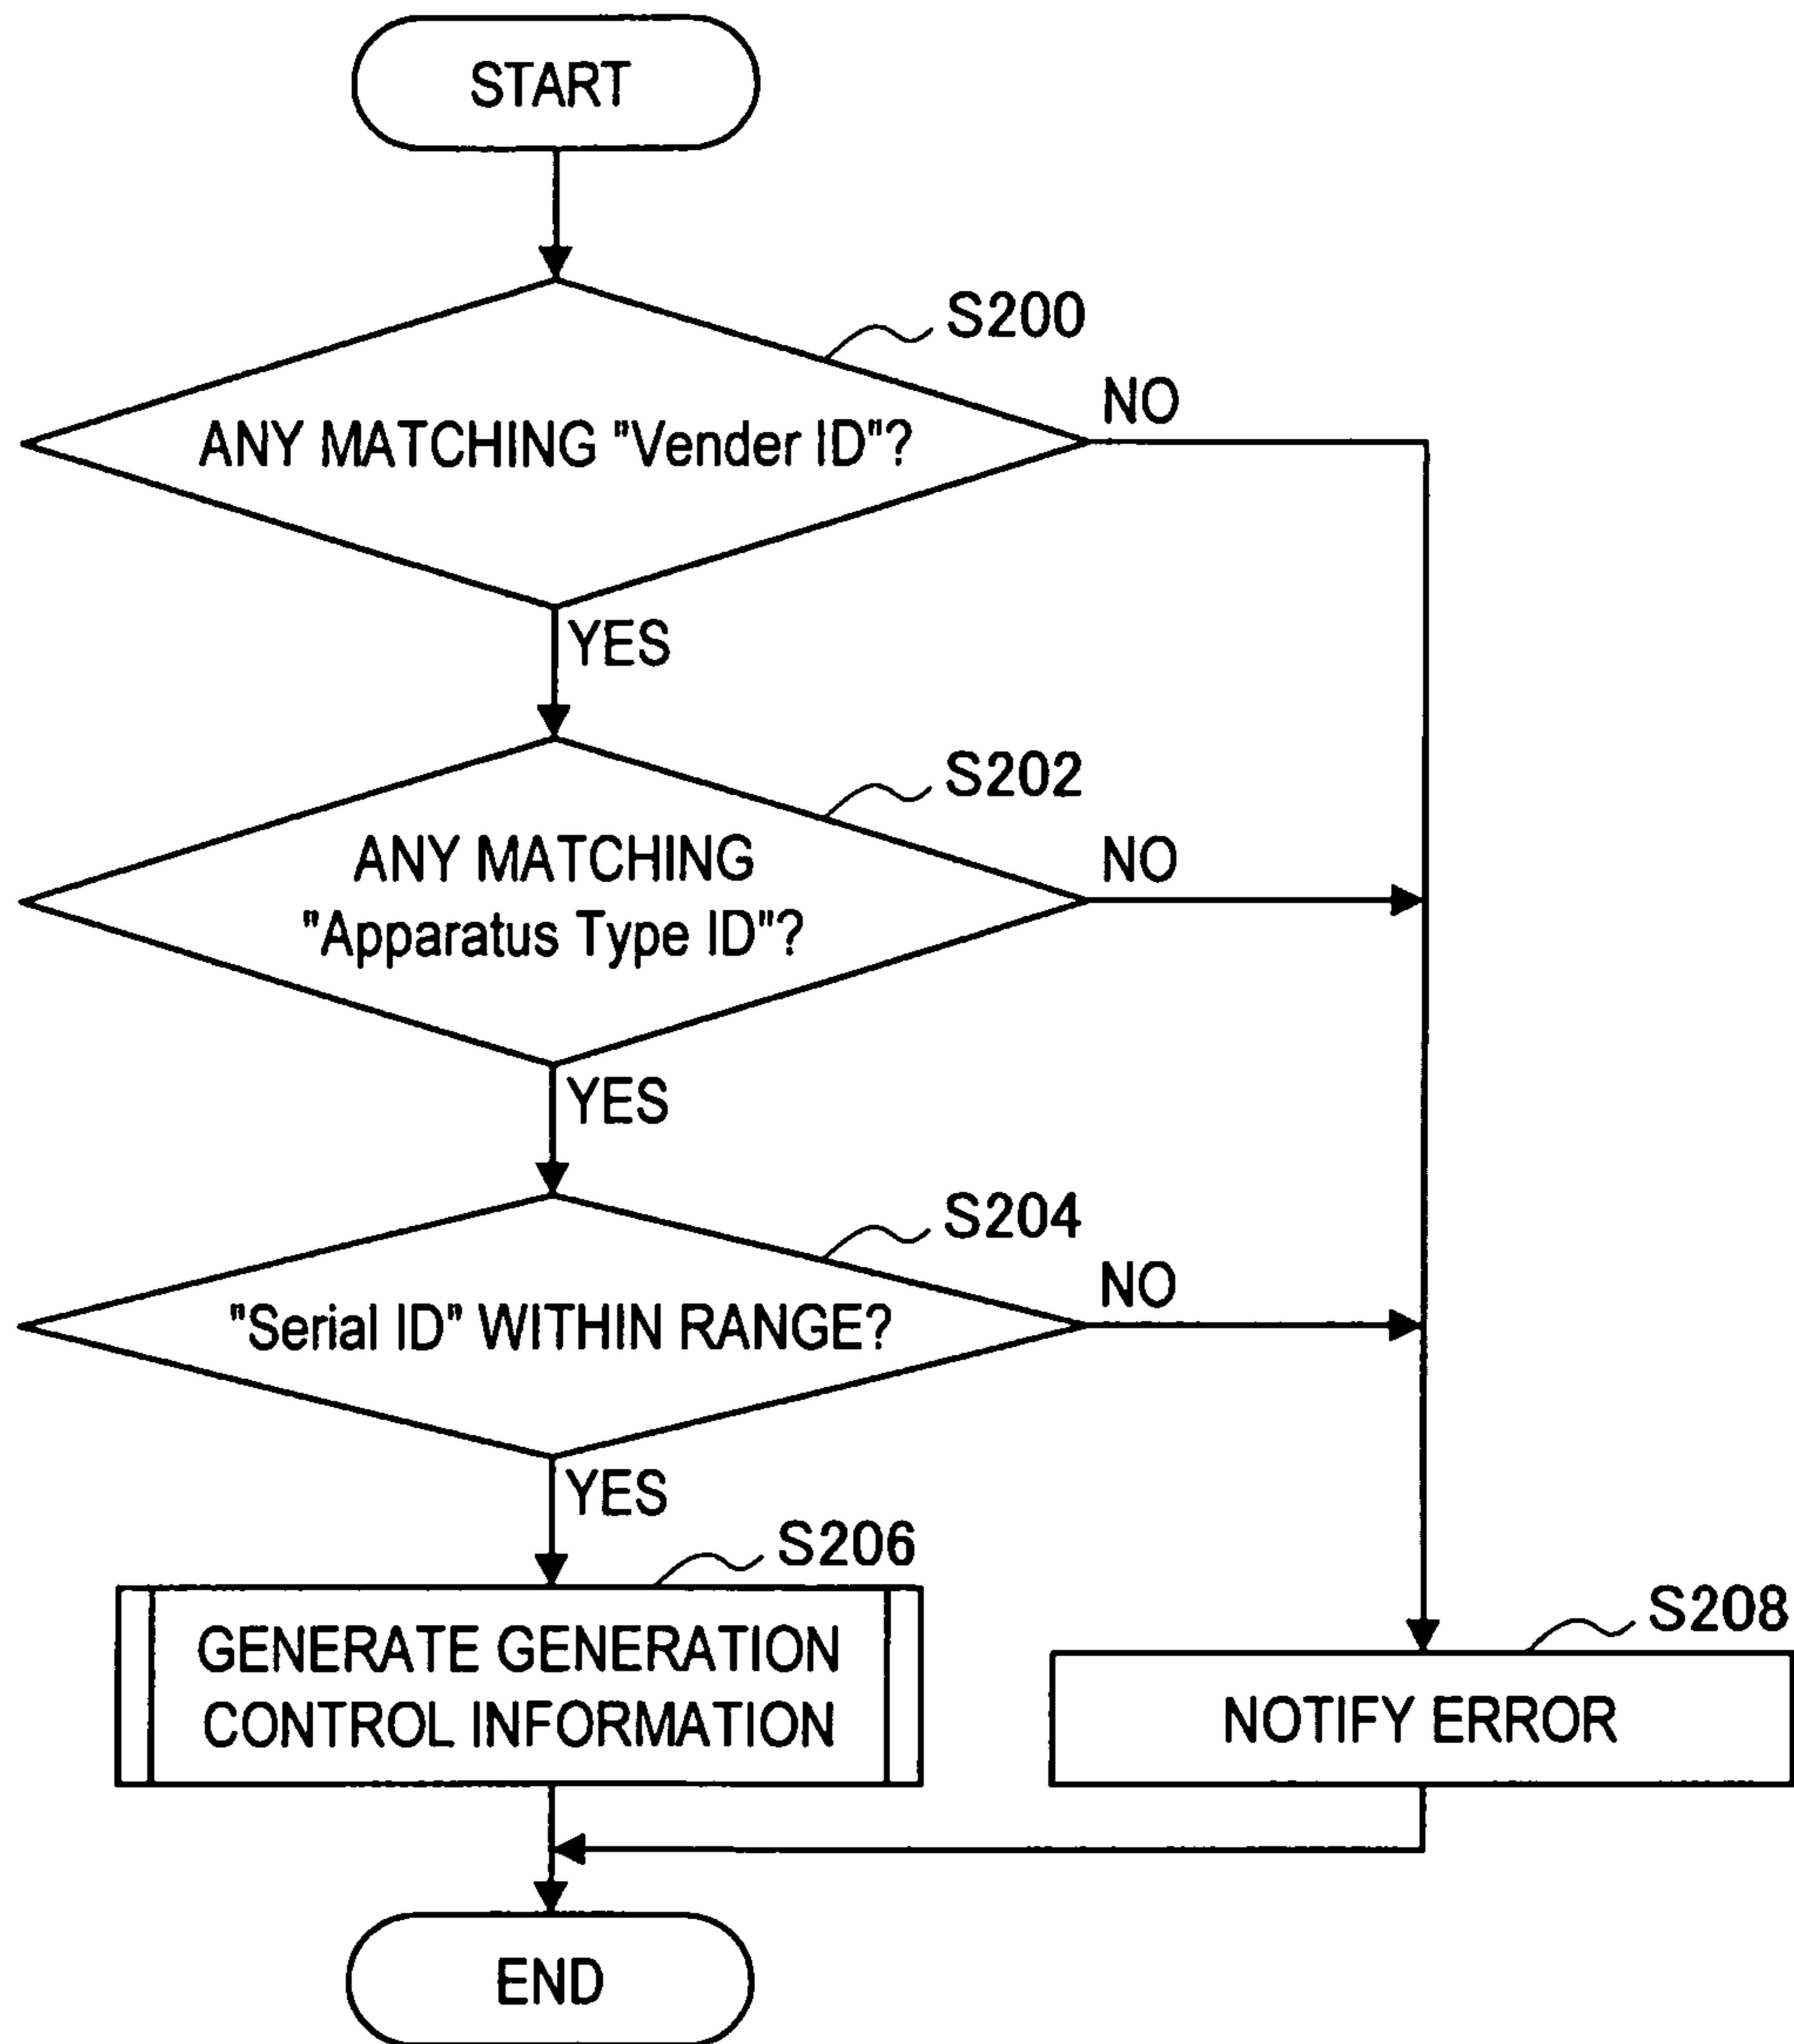 START
S200
ANY MATCHING "Vender ID"?
NO
YES
S202
ANY MATCHING
"Apparatus Type ID"?
NO
YES
S204
"Serial ID" WITHIN RANGE?
NO
YES
S206
GENERATE GENERATION
CONTROL INFORMATION
S208
NOTIFY ERROR
END